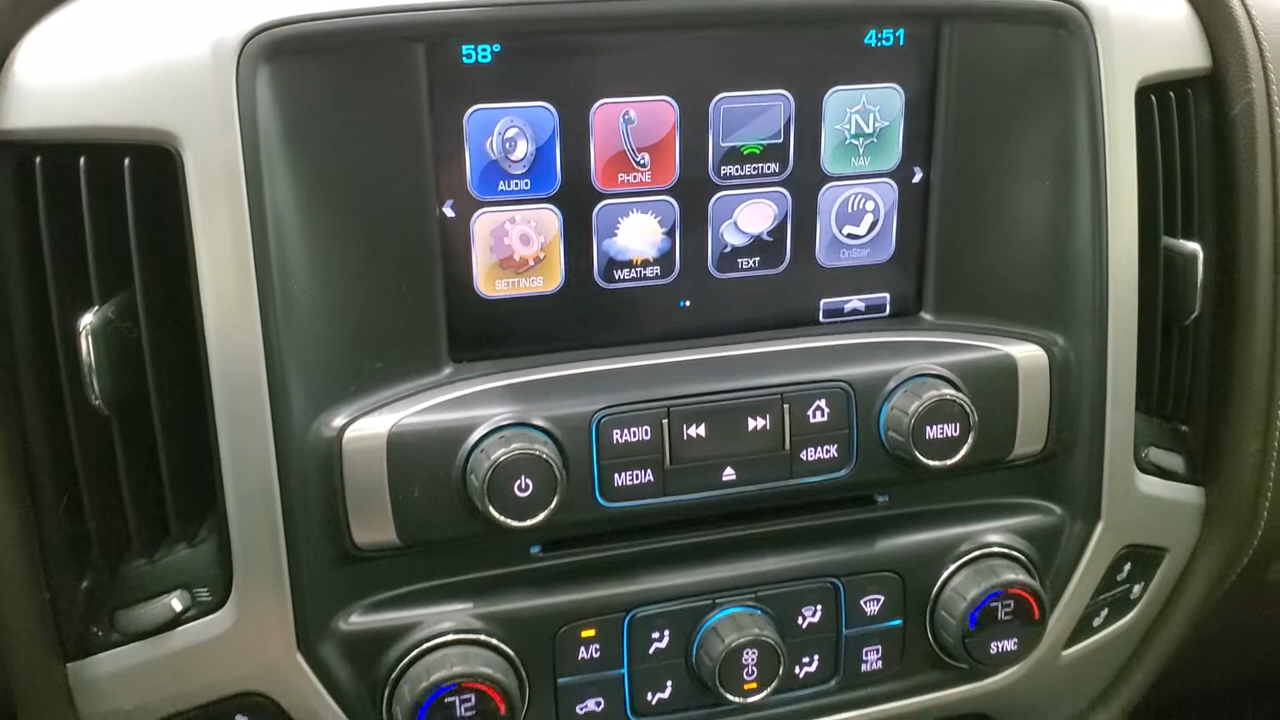 58° 4:51
AUDIO PHONE PROJECTION N NAV
SETTINGS WEATHER TEXT OnStar
RADIO
MEDIA
BACK
MENU
A/C
REAR
72
SYNC
72